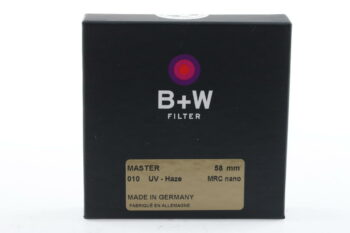 B+W
FILTER
MASTER 58 mm
010 UV - Haze MRC nano
MADE IN GERMANY
FABRIQUÉ EN ALLEMAGNE